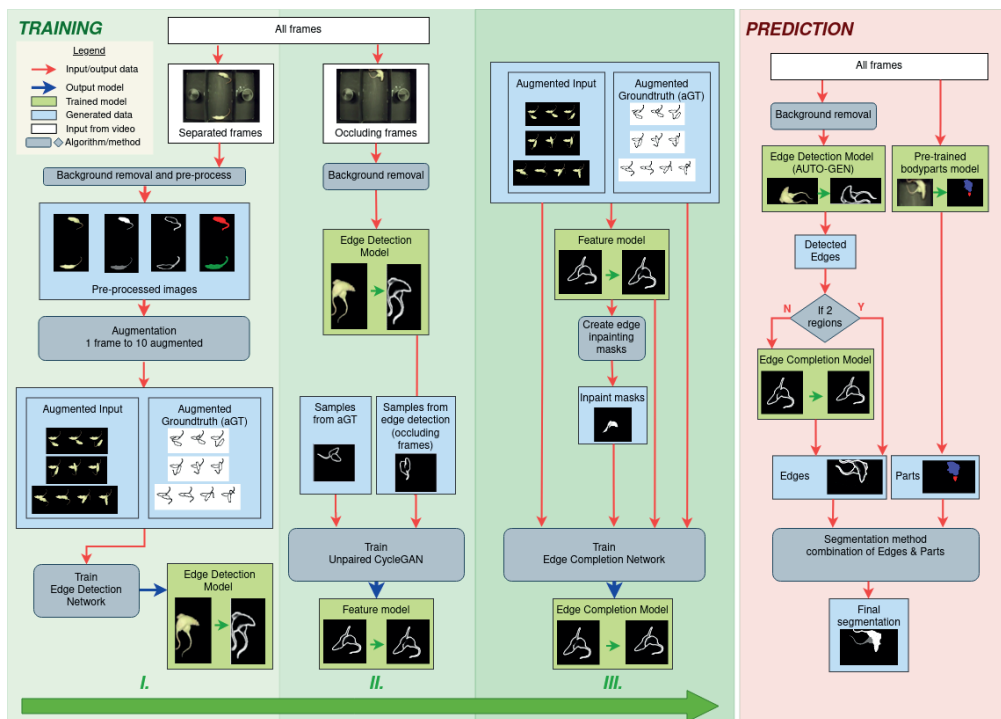 TRAINING
Legend
Input/output data
Output model
Trained model
Generated data
Input from video
Algorithm/method
All frames
Separated frames
Occluding frames
Background removal and pre-process
Pre-processed images
Augmentation
1 frame to 10 augmented
Augmented Input
Augmented
Groundtruth (aGT)
Train
Edge Detection
Network
Edge Detection
Model
I.
Background removal
Edge Detection
Model
Samples
from aGT
Samples from
edge detection
(occluding
frames)
Train
Unpaired CycleGAN
Feature model
II.
Augmented Input
Augmented
Groundtruth (aGT)
Feature model
Create edge
inpainting
masks
Inpaint masks
Train
Edge Completion Network
Edge Completion Model
III.
PREDICTION
All frames
Background removal
Edge Detection Model
(AUTO-GEN)
Pre-trained
bodyparts model
Detected
Edges
N
If 2
regions
Y
Edge Completion Model
Edges
Parts
Segmentation method
combination of Edges & Parts
Final
segmentation